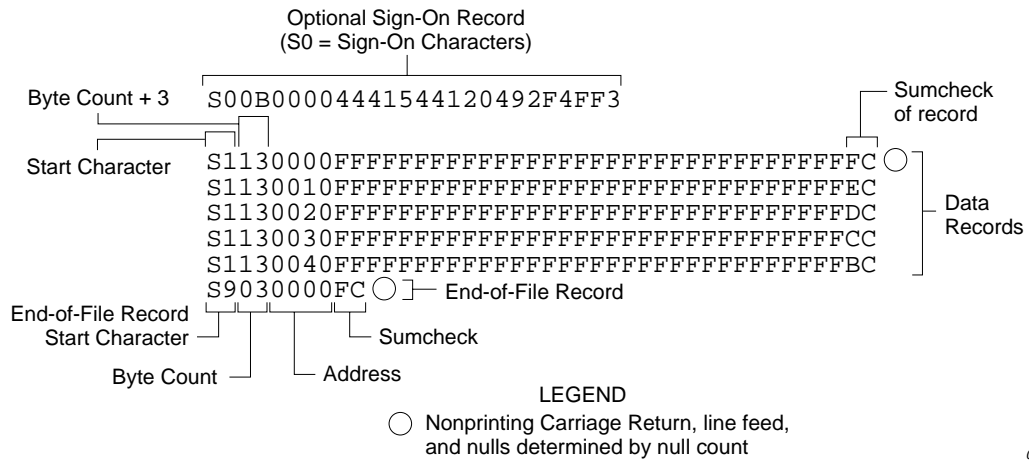 Optional Sign-On Record
(S0 = Sign-On Characters)
S00B00004441544120492F4FF3
Byte Count + 3
Sumcheck
of record
Start Character
S1130000FFFFFFFFFFFFFFFFFFFFFFFFFFFFFFFFFC
S1130010FFFFFFFFFFFFFFFFFFFFFFFFFFFFFFFFEC
S1130020FFFFFFFFFFFFFFFFFFFFFFFFFFFFFFFFDC
S1130030FFFFFFFFFFFFFFFFFFFFFFFFFFFFFFFFCC
S1130040FFFFFFFFFFFFFFFFFFFFFFFFFFFFFFFFBC
Data
Records
S9030000FC
End-of-File Record
End-of-File Record
Start Character
Sumcheck
Byte Count
Address
LEGEND
Nonprinting Carriage Return, line feed,
and nulls determined by null count